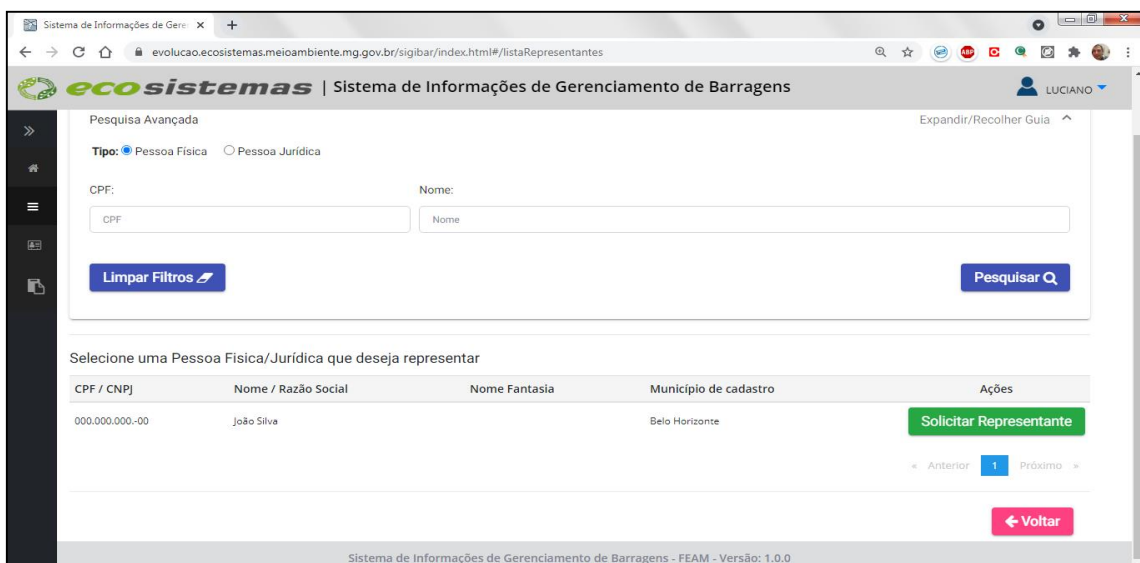 Sistema de Informações de Gere
evolucao.ecosistemas.meioambiente.mg.gov.br/sigibar/index.html#/listaRepresentantes
ABP
ecosistemas | Sistema de Informações de Gerenciamento de Barragens
LUCIANO
Pesquisa Avançada
Expandir/Recolher Guia
Tipo: Pessoa Física Pessoa Jurídica
CPF: Nome:
CPF Nome
Limpar Filtros Pesquisar
Selecione uma Pessoa Fisica/Jurídica que deseja representar
CPF / CNPJ Nome / Razão Social Nome Fantasia Município de cadastro Ações
000.000.000.-00 João Silva Belo Horizonte Solicitar Representante
« Anterior 1 Próximo »
Voltar
Sistema de Informações de Gerenciamento de Barragens - FEAM - Versão: 1.0.0